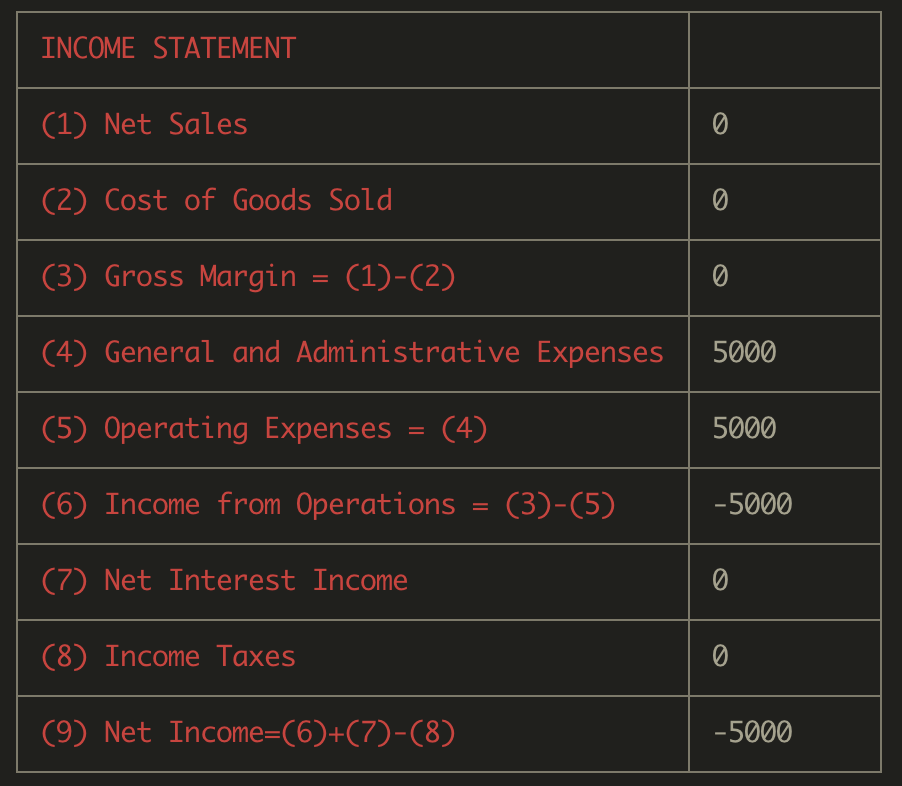 INCOME STATEMENT
(1) Net Sales 0
(2) Cost of Goods Sold 0
(3) Gross Margin = (1)-(2) 0
(4) General and Administrative Expenses 5000
(5) Operating Expenses = (4) 5000
(6) Income from Operations = (3)-(5) -5000
(7) Net Interest Income 0
(8) Income Taxes 0
(9) Net Income=(6)+(7)-(8) -5000